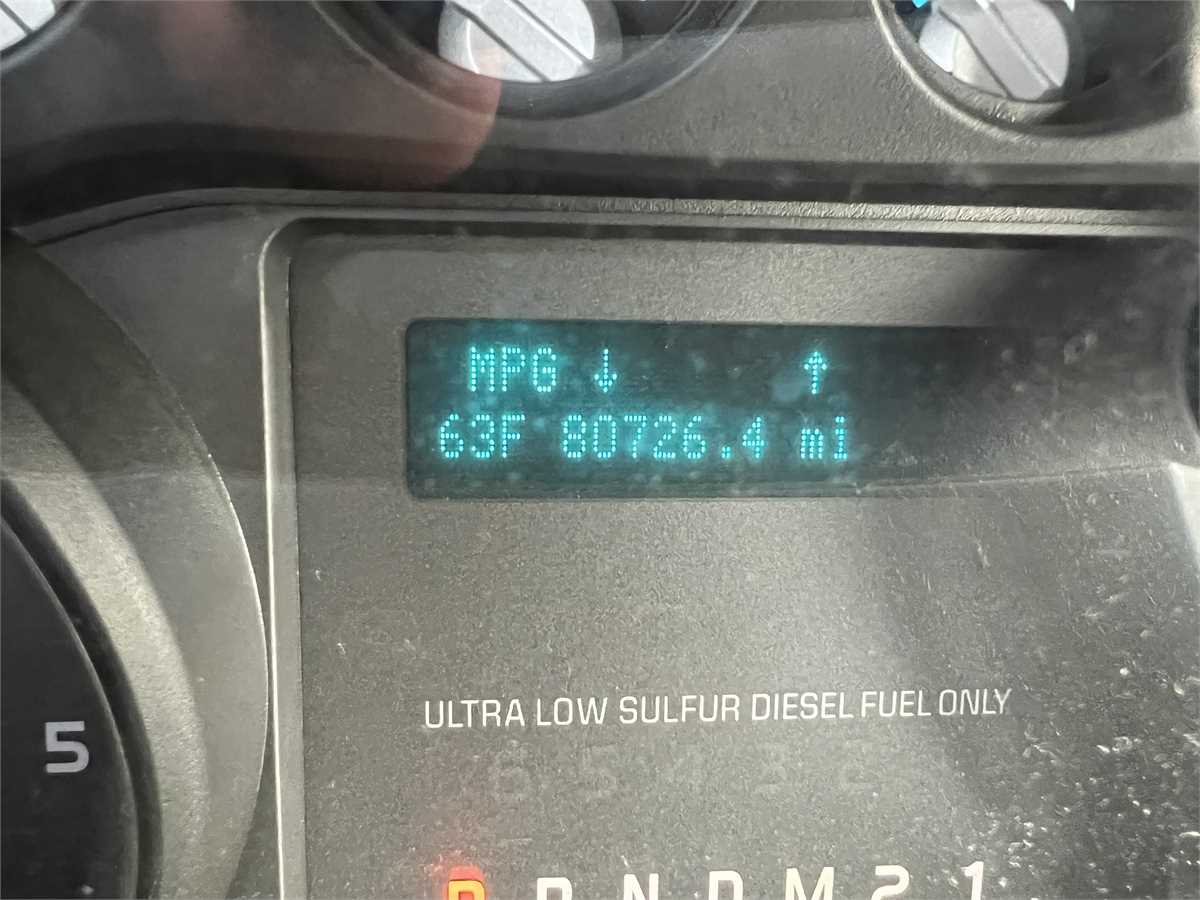 MPG ↓ ↑
63F 80726.4 mi
ULTRA LOW SULFUR DIESEL FUEL ONLY
5
P R N D M 2 1